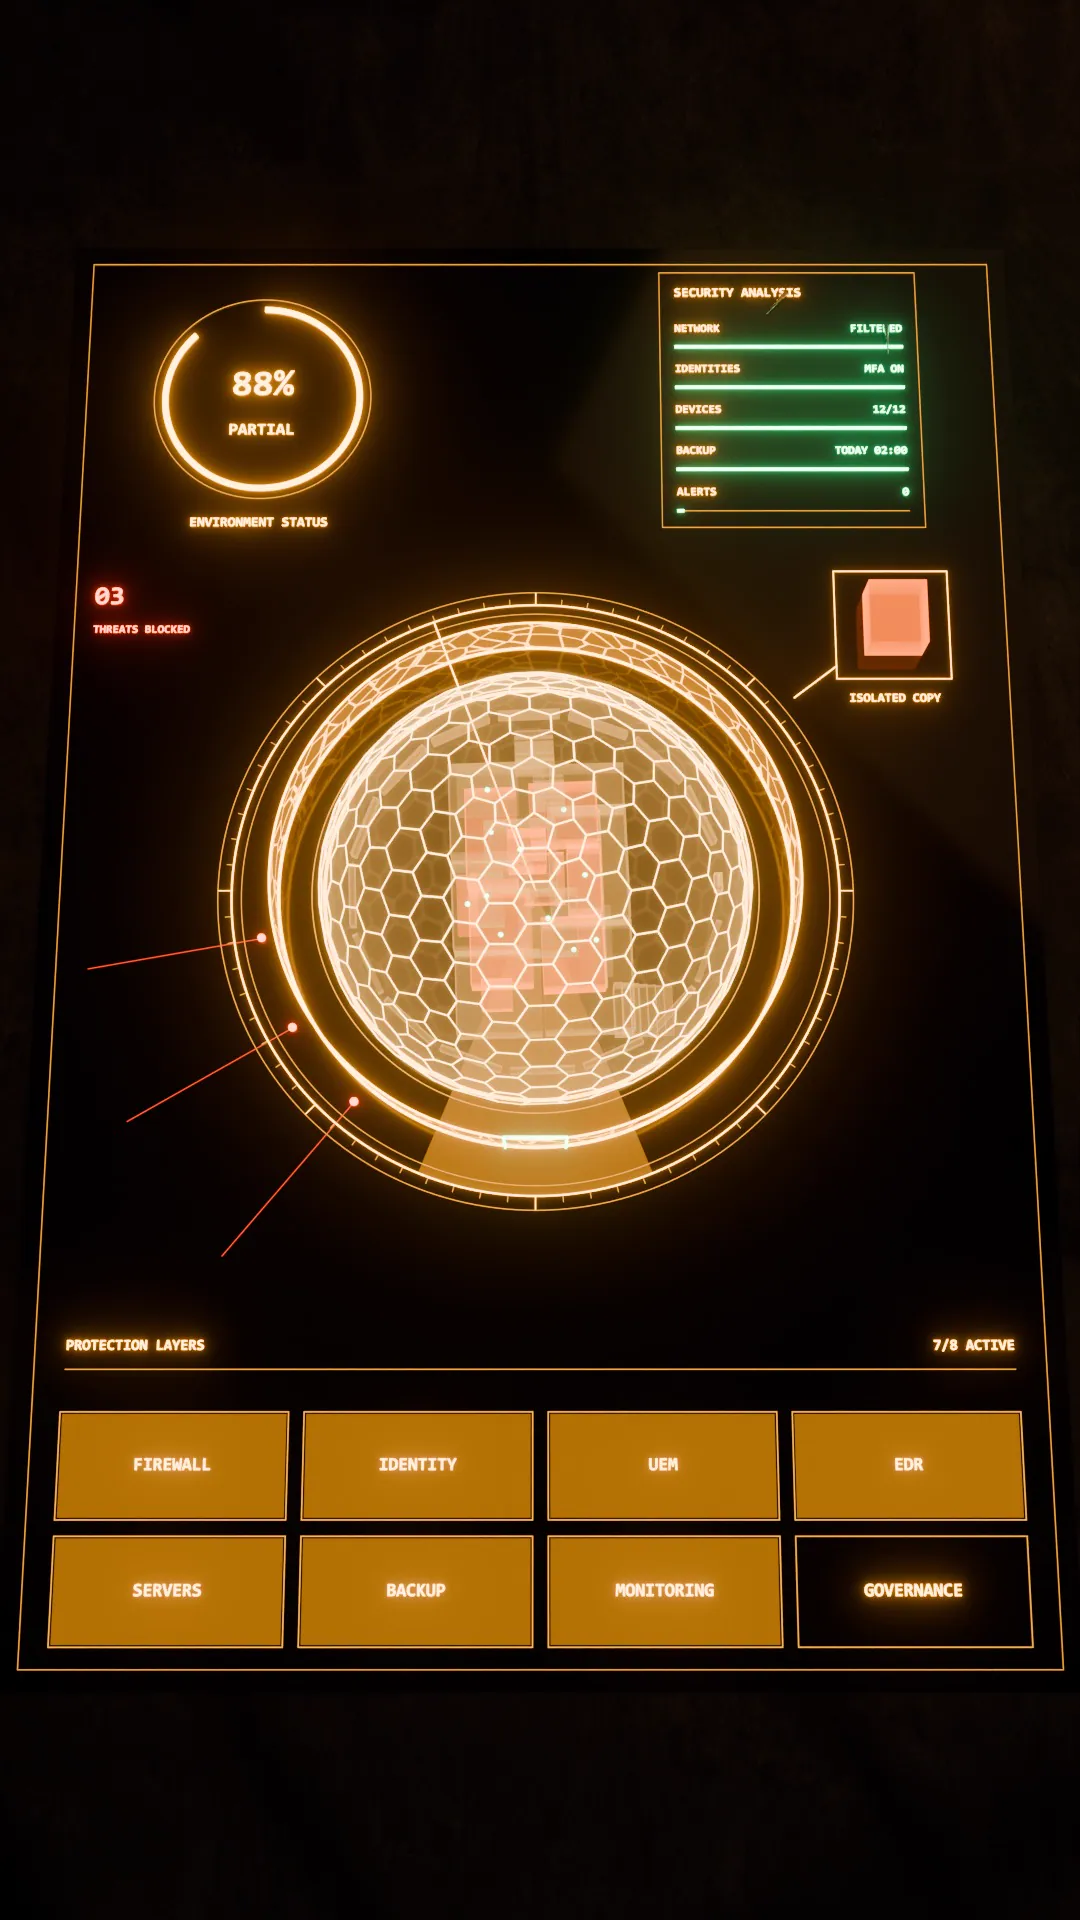 88%
PARTIAL
ENVIRONMENT STATUS
SECURITY ANALYSIS
NETWORK FILTERED
IDENTITIES MFA ON
DEVICES 12/12
BACKUP TODAY 02:00
ALERTS 0
03
THREATS BLOCKED
ISOLATED COPY
PROTECTION LAYERS 7/8 ACTIVE
FIREWALL IDENTITY UEM EDR
SERVERS BACKUP MONITORING GOVERNANCE